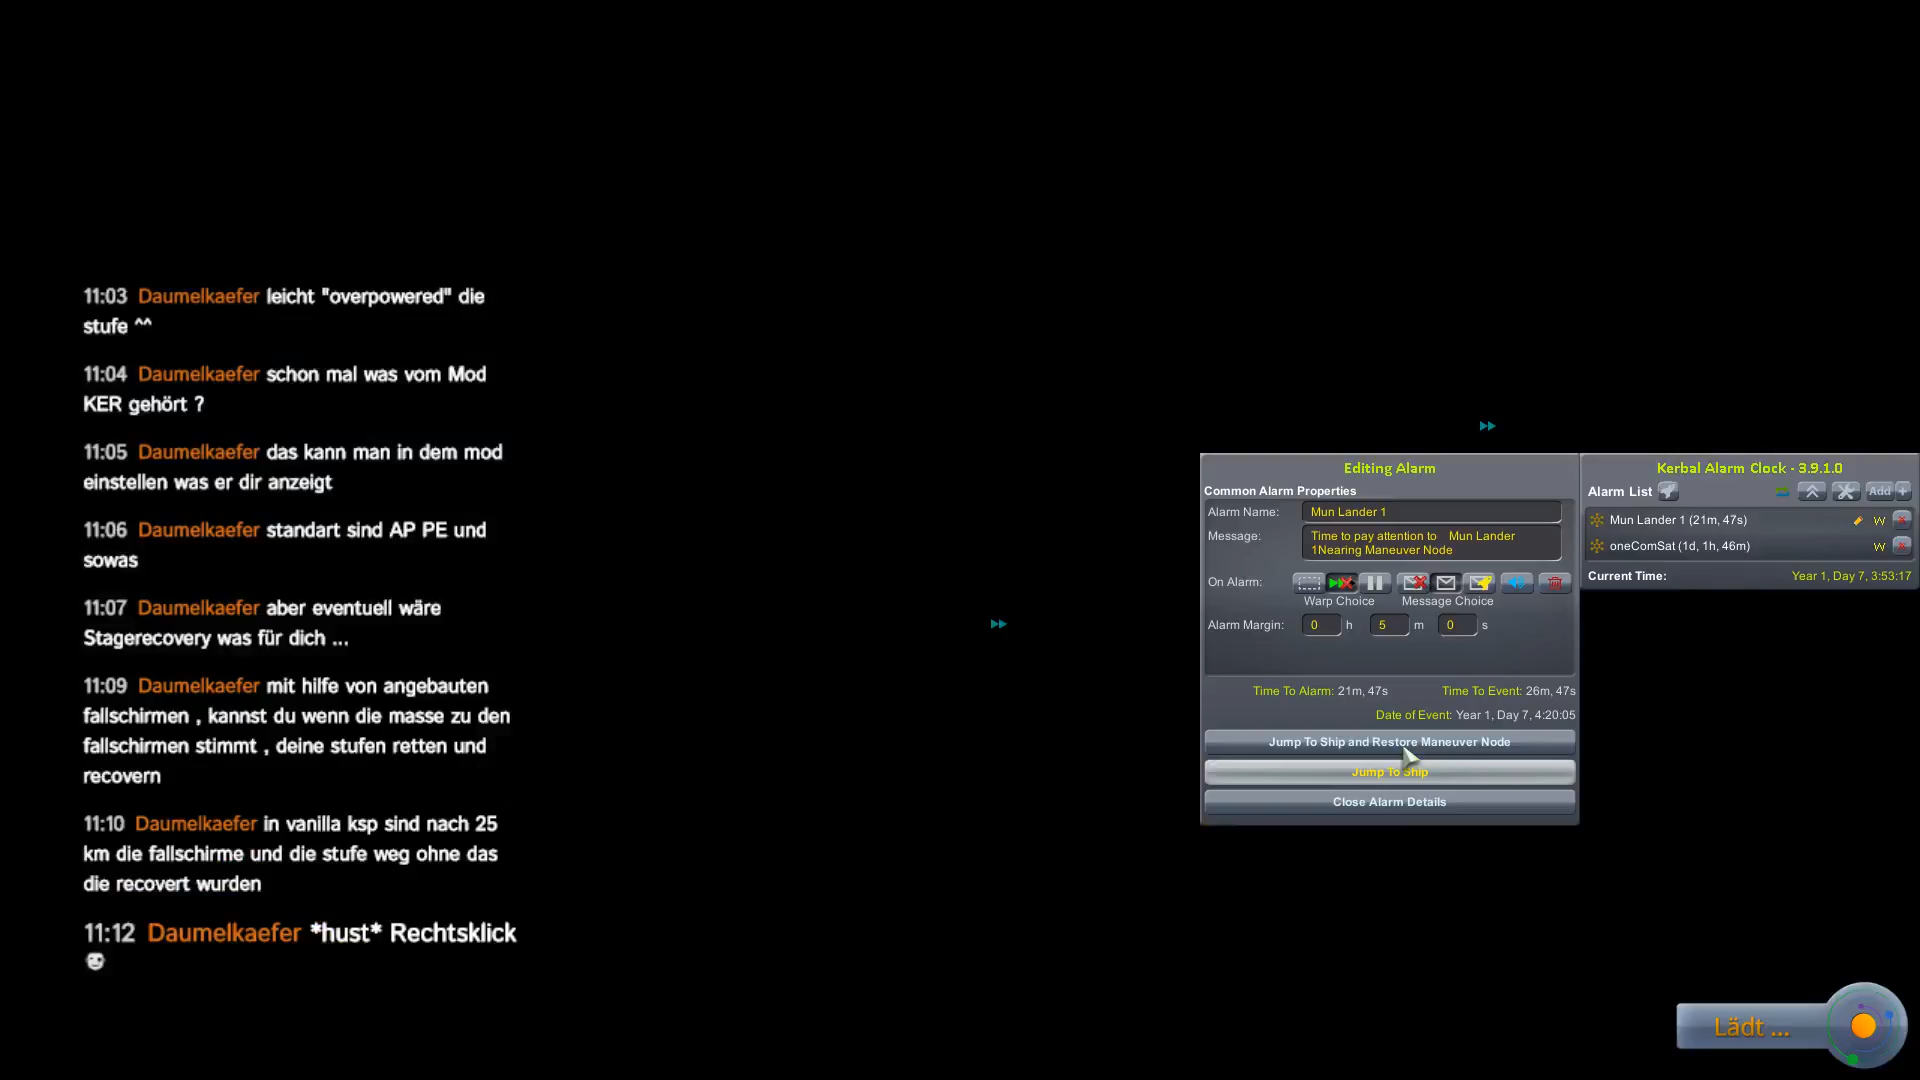 11:03 Daumelkaefer leicht "overpowered" die
stufe ^^
11:04 Daumelkaefer schon mal was vom Mod
KER gehört ?
11:05 Daumelkaefer das kann man in dem mod
einstellen was er dir anzeigt
11:06 Daumelkaefer standart sind AP PE und
sowas
11:07 Daumelkaefer aber eventuell wäre
Stagerecovery was für dich ...
11:09 Daumelkaefer mit hilfe von angebauten
fallschirmen , kannst du wenn die masse zu den
fallschirmen stimmt , deine stufen retten und
recovern
11:10 Daumelkaefer in vanilla ksp sind nach 25
km die fallschirme und die stufe weg ohne das
die recovert wurden
11:12 Daumelkaefer *hust* Rechtsklick
Editing Alarm
Common Alarm Properties
Alarm Name: Mun Lander 1
Message: Time to pay attention to Mun Lander
1Nearing Maneuver Node
On Alarm:
Warp Choice Message Choice
Alarm Margin: 0 h 5 m 0 s
Time To Alarm: 21m, 47s Time To Event: 26m, 47s
Date of Event: Year 1, Day 7, 4:20:05
Jump To Ship and Restore Maneuver Node
Jump To Ship
Close Alarm Details
Kerbal Alarm Clock - 3.9.1.0
Alarm List Add +
Mun Lander 1 (21m, 47s) W
oneComSat (1d, 1h, 46m) W
Current Time: Year 1, Day 7, 3:53:17
Lädt ...